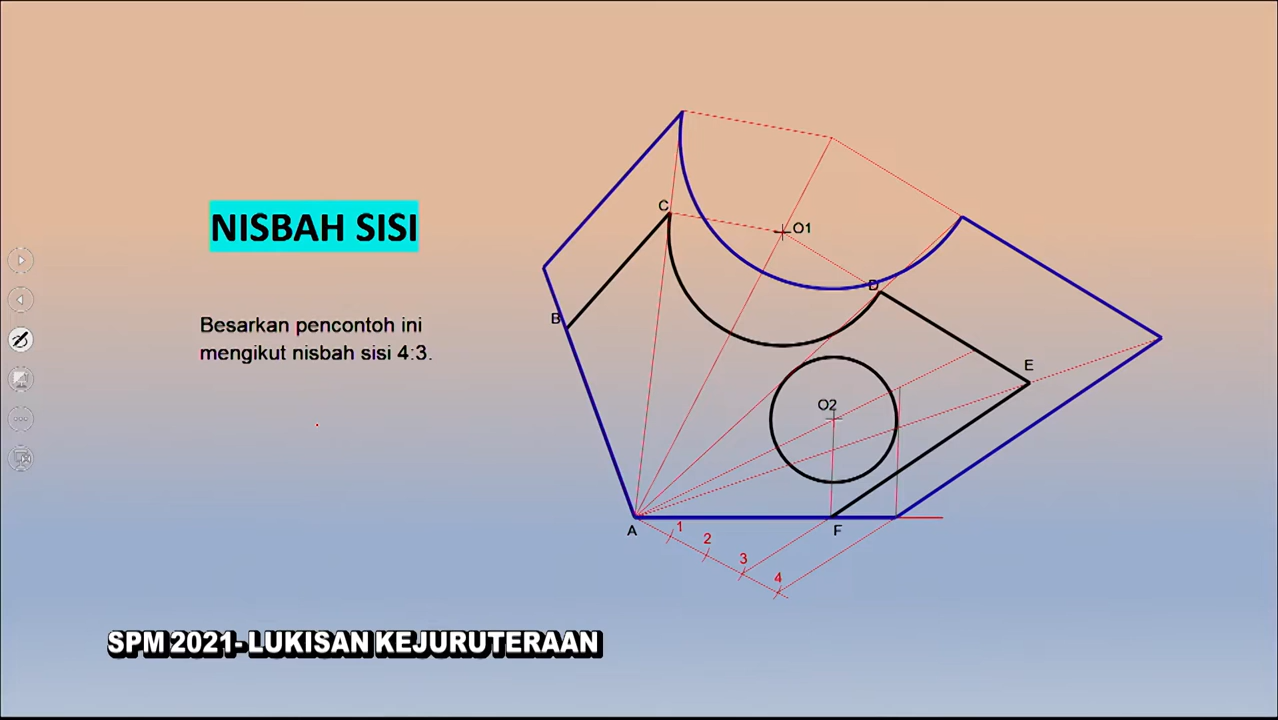 NISBAH SISI
Besarkan pencontoh ini
mengikut nisbah sisi 4:3.
C
O1
D
B
E
O2
A
F
1
2
3
4
SPM 2021- LUKISAN KEJURUTERAAN